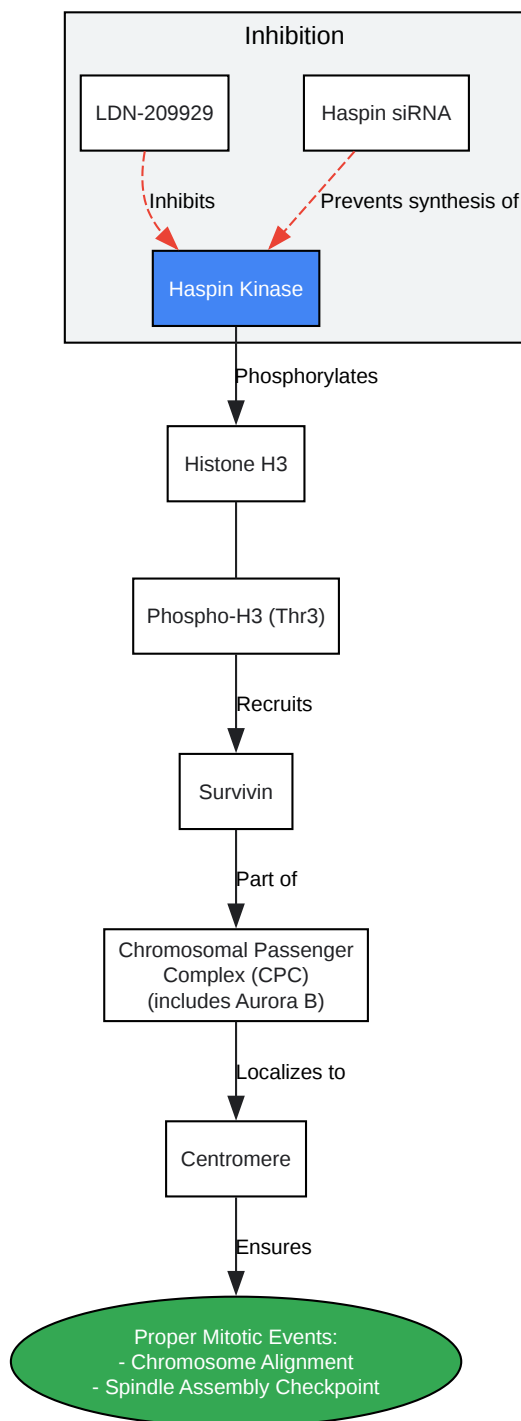 Inhibition
LDN-209929
Haspin siRNA
Inhibits
Prevents synthesis of
Haspin Kinase
Phosphorylates
Histone H3
Phospho-H3 (Thr3)
Recruits
Survivin
Part of
Chromosomal Passenger
Complex (CPC)
(includes Aurora B)
Localizes to
Centromere
Ensures
Proper Mitotic Events:
- Chromosome Alignment
- Spindle Assembly Checkpoint